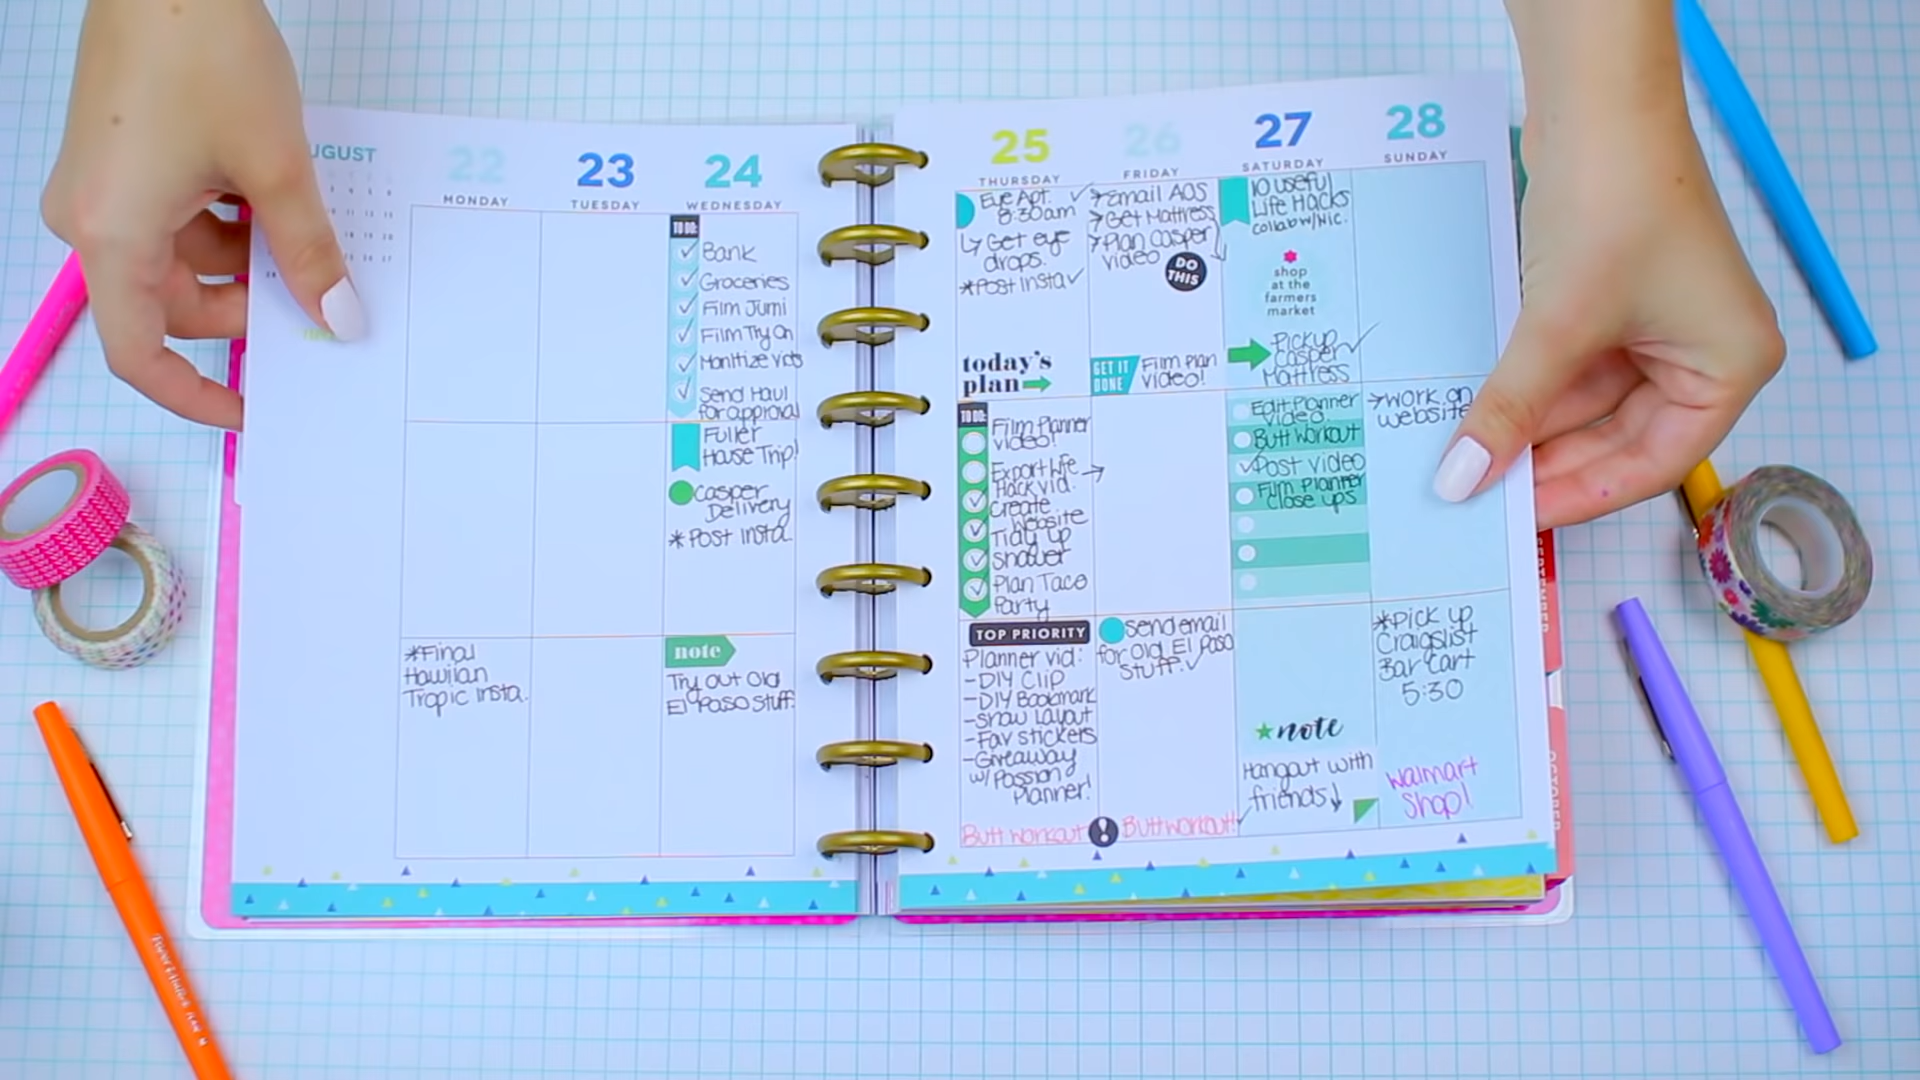 UGUST
22
MONDAY
23
TUESDAY
24
WEDNESDAY
TO DO:
Bank
Groceries
Film Jumi
Film Try On
Monitize vids
Send Haul
for approval
Fuller
House Trip!
Casper
Delivery
*Post Insta.
*Final
Hawiian
Tropic Insta.
note
Try out Old
El Paso Stuff.
25
THURSDAY
Eye Apt.
8:30am
Get eye
drops.
*Post Insta
today's
plan
TO DO:
Film Planner
video!
Export Life
Hack vid.
Create
Website
Tidy up
Shower
Plan Taco
Party
TOP PRIORITY
Planner vid:
-DIY Clip
-DIY Bookmark
-Show Layout
-Fav stickers
-Giveaway
w/Passion
Planner!
Butt workout
26
FRIDAY
Email AOS
Get Mattress
Plan Casper
video
DO
THIS
GET IT
DONE
Film Plan
Video!
Send email
for Old El Paso
Stuff.
Butt workout!
27
SATURDAY
10 useful
Life Hacks
collab w/Nic.
shop
at the
farmers
market
Pickup
Casper
Mattress
Edit Planner
Video.
Butt Workout
Post video
Film Planner
Close ups
note
Hangout with
friends
28
SUNDAY
Work on
website
*Pick up
Craigslist
Bar Cart
5:30
Walmart
Shop!
SEPTEMBER
OCTOBER